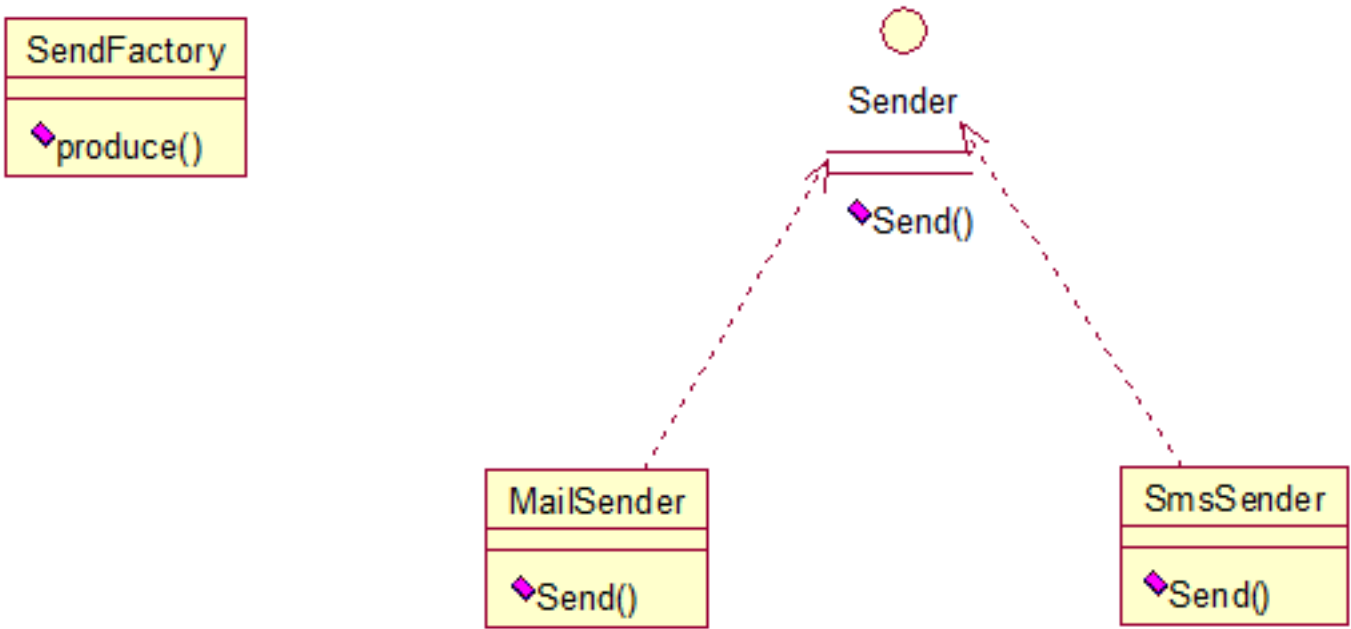 SendFactory
produce()
Sender
Send()
MailSender
Send()
SmsSender
Send()